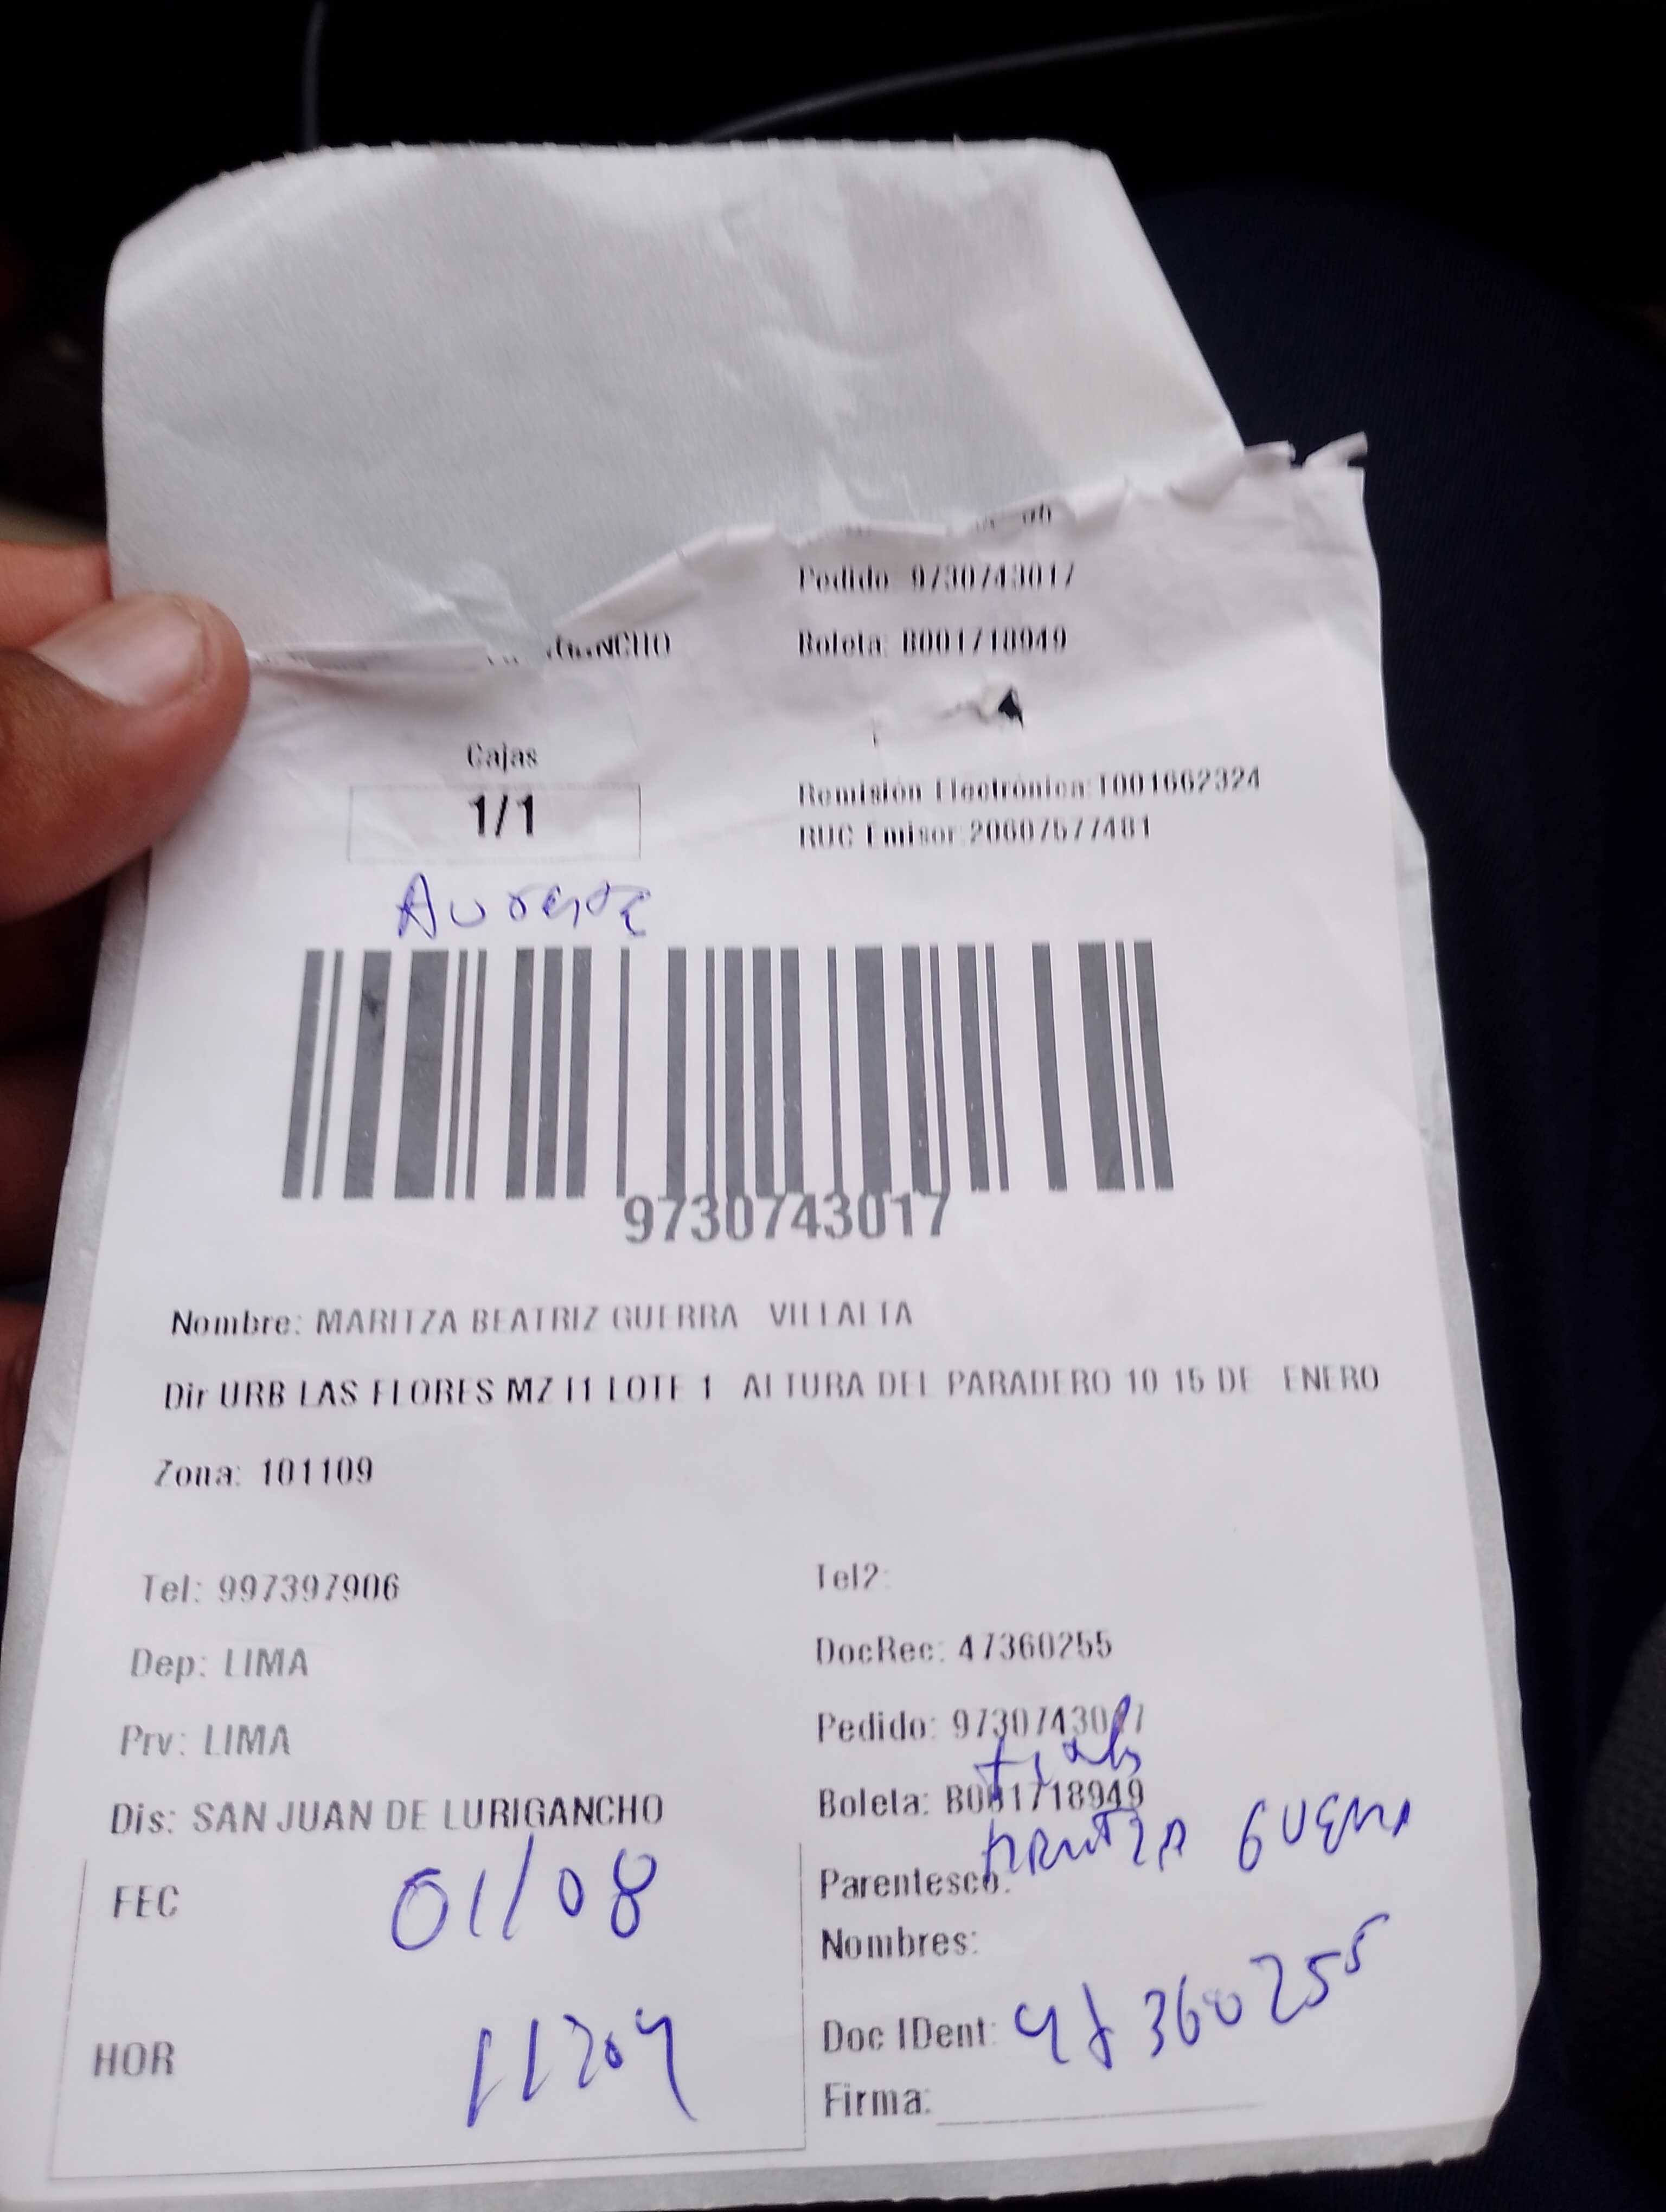 Pedido: 9730743017
Boleta: B001718949
Cajas
1/1
Remisión Electrónica:T001662324
RUC Emisor:20607577481
9730743017
Nombre: MARITZA BEATRIZ GUERRA VILLALTA
Dir URB LAS FLORES MZ I1 LOTE 1 ALTURA DEL PARADERO 10 15 DE ENERO
Zona: 101109
Tel: 997397906
Tel2:
Dep: LIMA
DocRec: 47360255
Prv: LIMA
Pedido: 9730743017
Dis: SAN JUAN DE LURIGANCHO
Boleta: B001718949
FEC 01/08
Parentesco:
Nombres:
HOR
Doc IDent: 47360255
Firma: